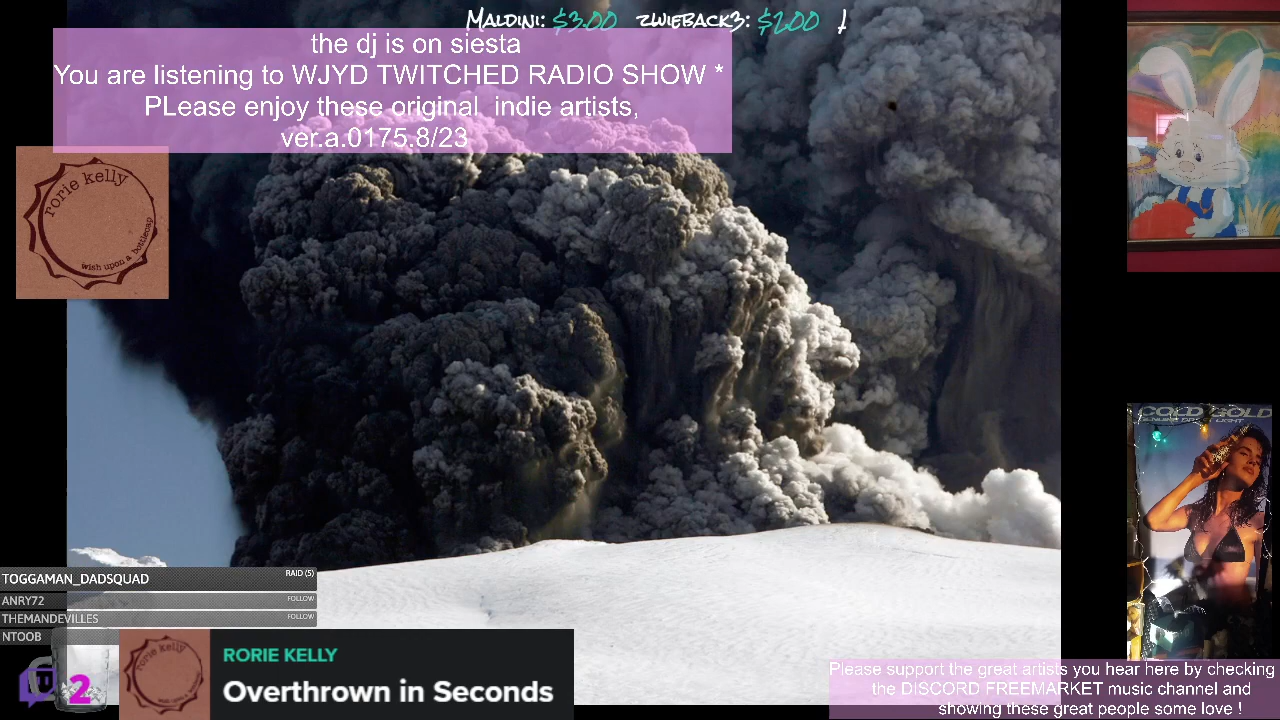 Maldini: $3.00 zwieback3: $2.00
the dj is on siesta
You are listening to WJYD TWITCHED RADIO SHOW *
PLease enjoy these original indie artists,
ver.a.0175.8/23
rorie kelly
wish upon a bottlecap
COLD GOLD
TOGGAMAN_DADSQUAD RAID (5)
ANRY72 FOLLOW
THEMANDEVILLES FOLLOW
NTOOB
2
rorie kelly
RORIE KELLY
Overthrown in Seconds
Please support the great artists you hear here by checking
the DISCORD FREEMARKET music channel and
showing these great people some love !